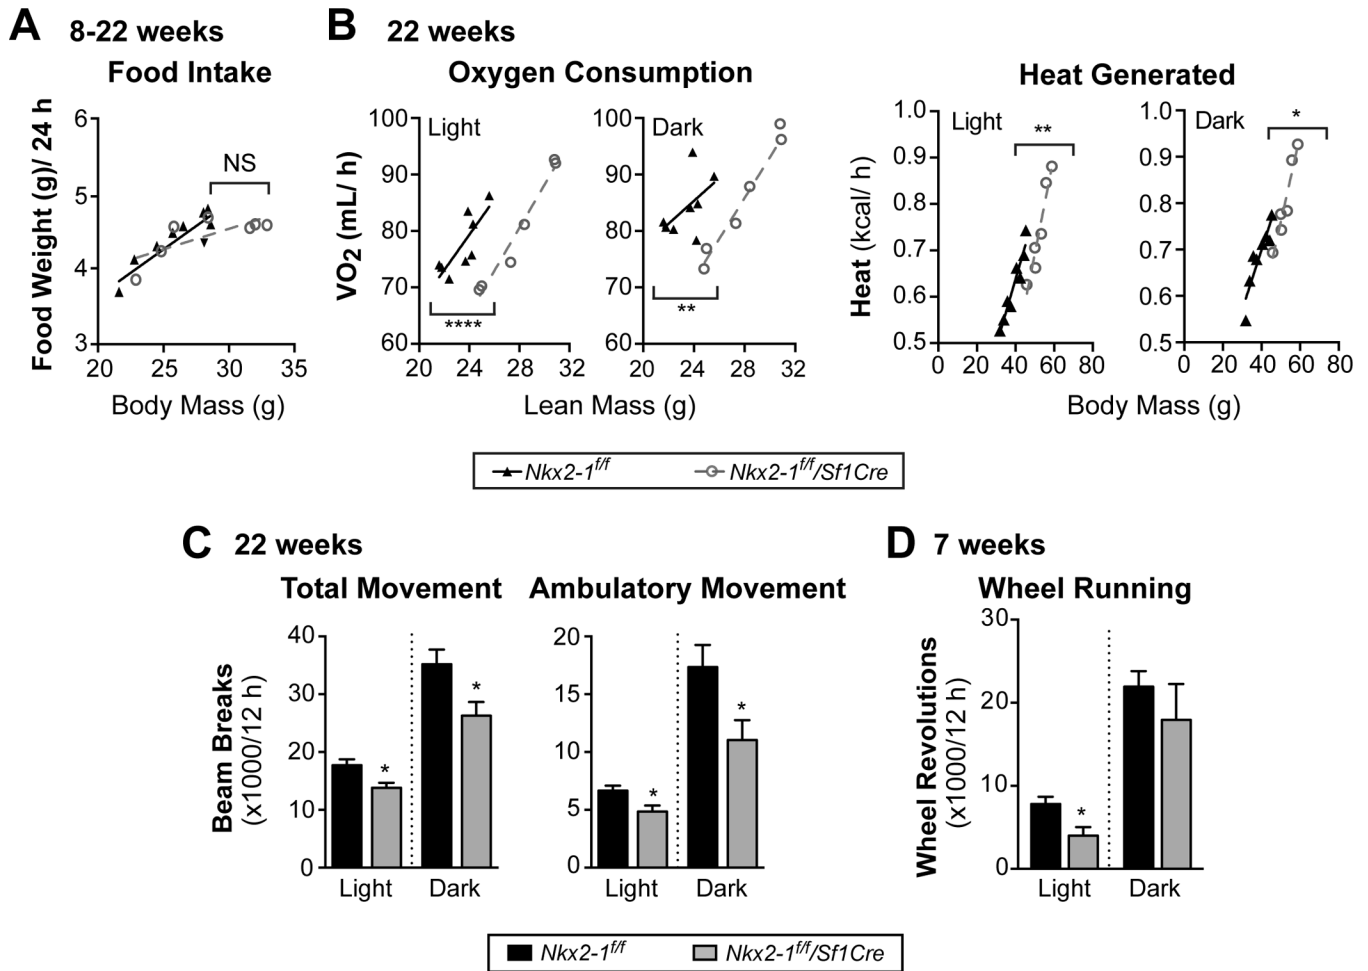 A 8-22 weeks
Food Intake
Food Weight (g)/ 24 h
6
5
4
3
NS
20 25 30 35
Body Mass (g)
B 22 weeks
Oxygen Consumption
VO2 (mL/ h)
100
90
80
70
60
Light
****
20 24 28 32
100
90
80
70
60
Dark
**
20 24 28 32
Lean Mass (g)
Heat Generated
Heat (kcal/ h)
1.0
0.9
0.8
0.7
0.6
0.5
Light
**
0 20 40 60 80
1.0
0.9
0.8
0.7
0.6
0.5
Dark
*
0 20 40 60 80
Body Mass (g)
Nkx2-1f/f Nkx2-1f/f/Sf1Cre
C 22 weeks
Total Movement
Beam Breaks
(x1000/12 h)
40
30
20
10
0
*
*
Light Dark
Ambulatory Movement
20
15
10
5
0
*
*
Light Dark
D 7 weeks
Wheel Running
Wheel Revolutions
(x1000/12 h)
30
20
10
0
*
Light Dark
Nkx2-1f/f Nkx2-1f/f/Sf1Cre